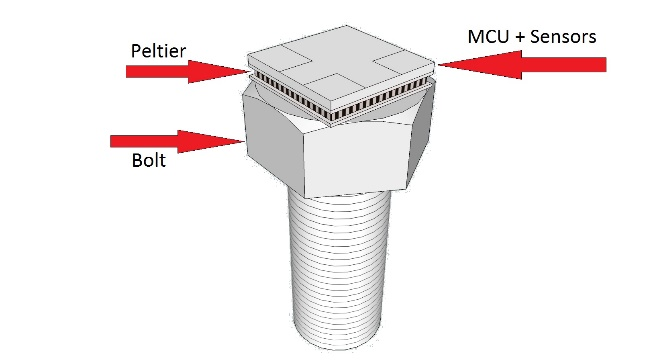 MCU + Sensors
Peltier
Bolt